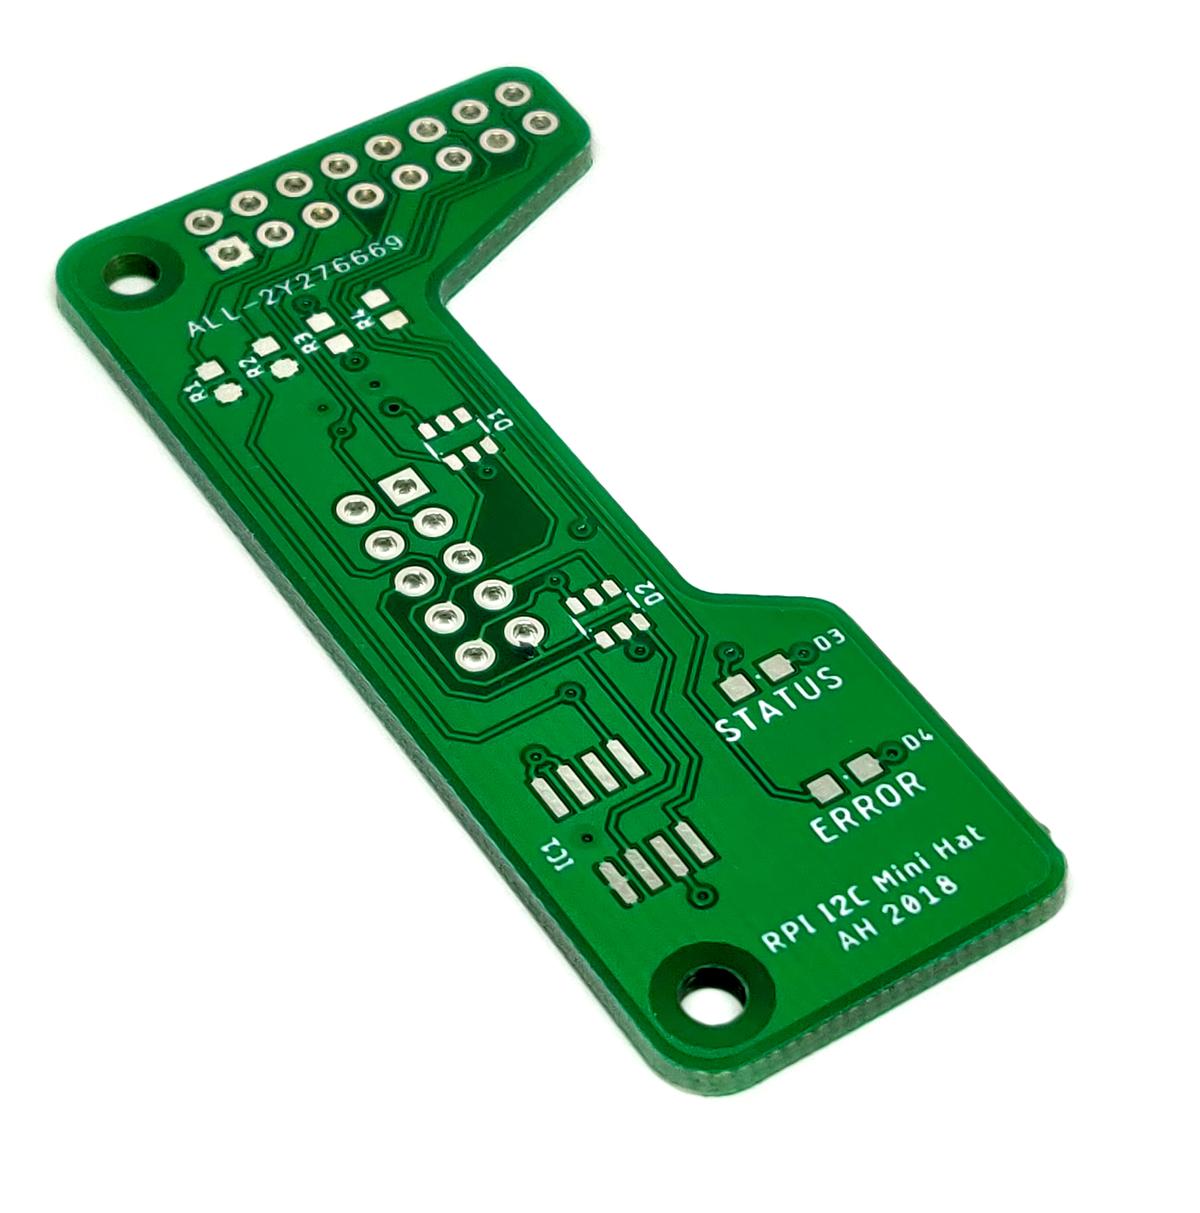 ALL-2Y276669
R1
R2
R3
R4
D1
D2
D3
STATUS
D4
ERROR
IC1
RPI I2C Mini Hat
AH 2018